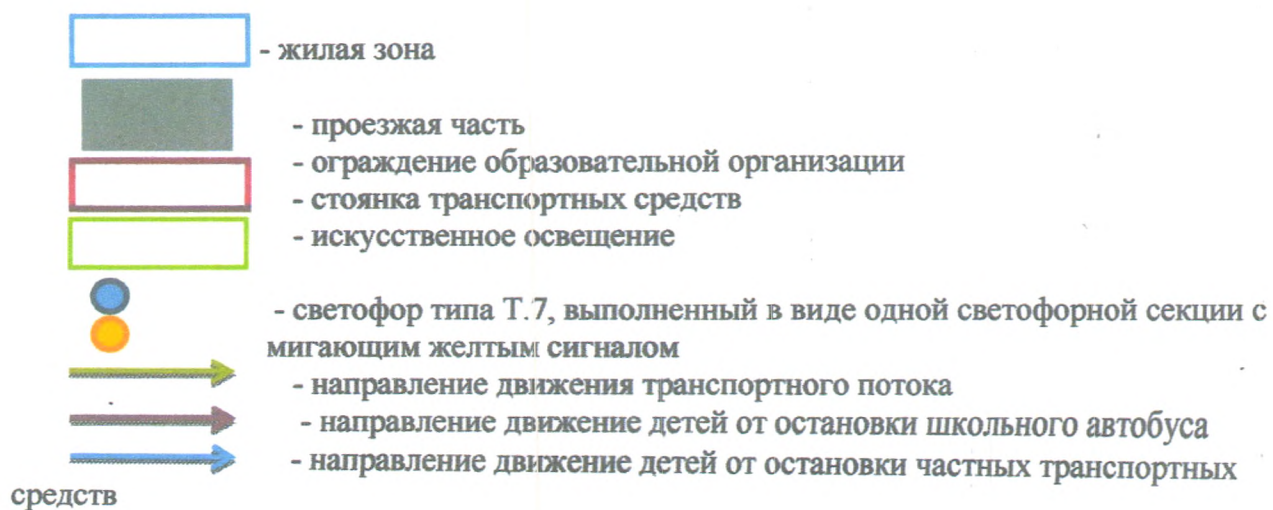 - жилая зона
- проезжая часть
- ограждение образовательной организации
- стоянка транспортных средств
- искусственное освещение
- светофор типа Т.7, выполненный в виде одной светофорной секции с
мигающим желтым сигналом
- направление движения транспортного потока
- направление движение детей от остановки школьного автобуса
- направление движение детей от остановки частных транспортных
средств